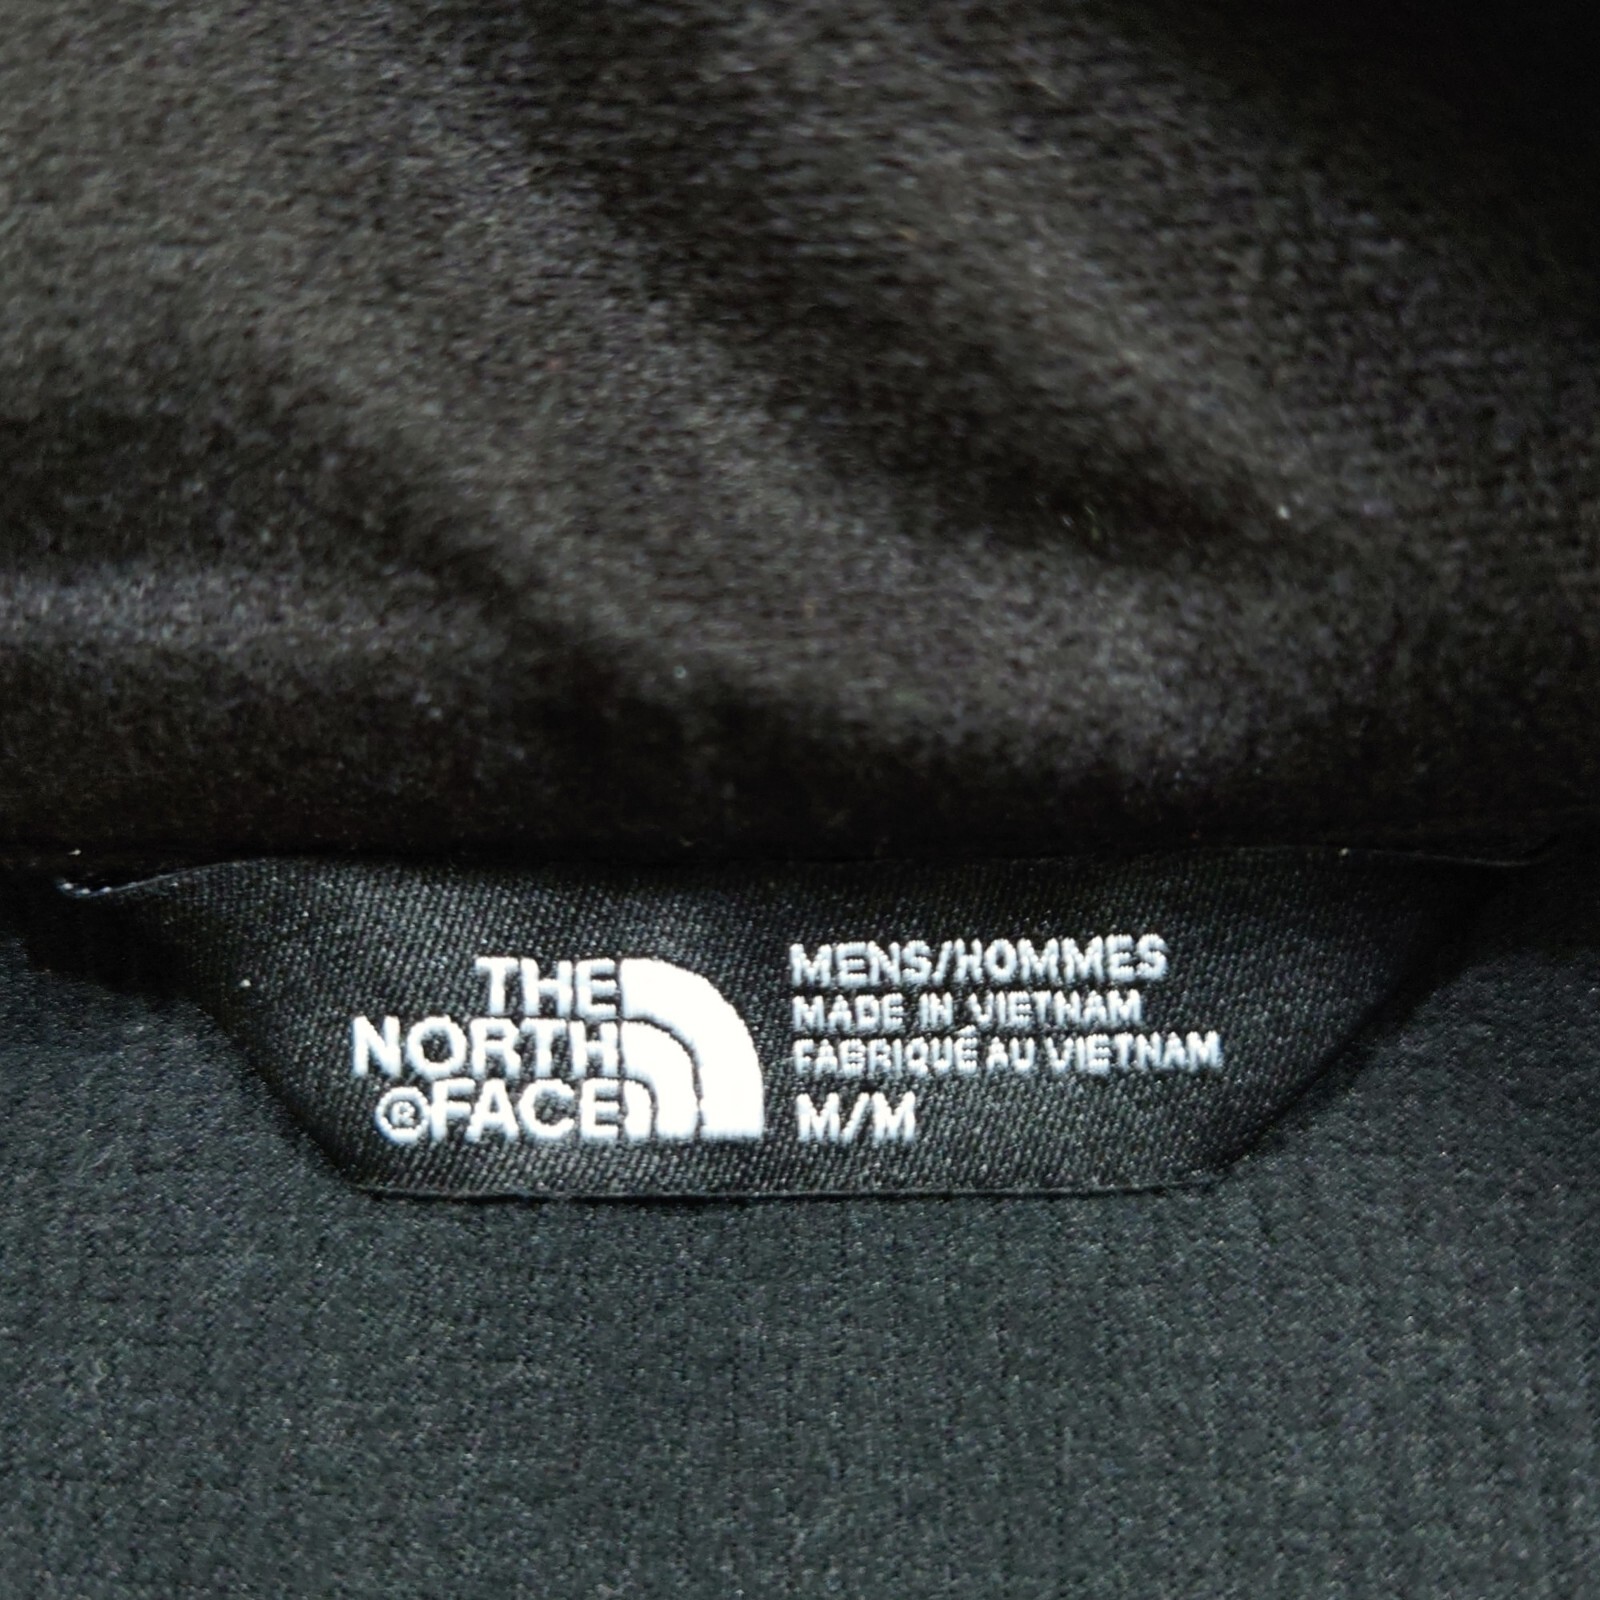 THE
NORTH
®FACE
MENS/HOMMES
MADE IN VIETNAM
FABRIQUÉ AU VIETNAM
M/M